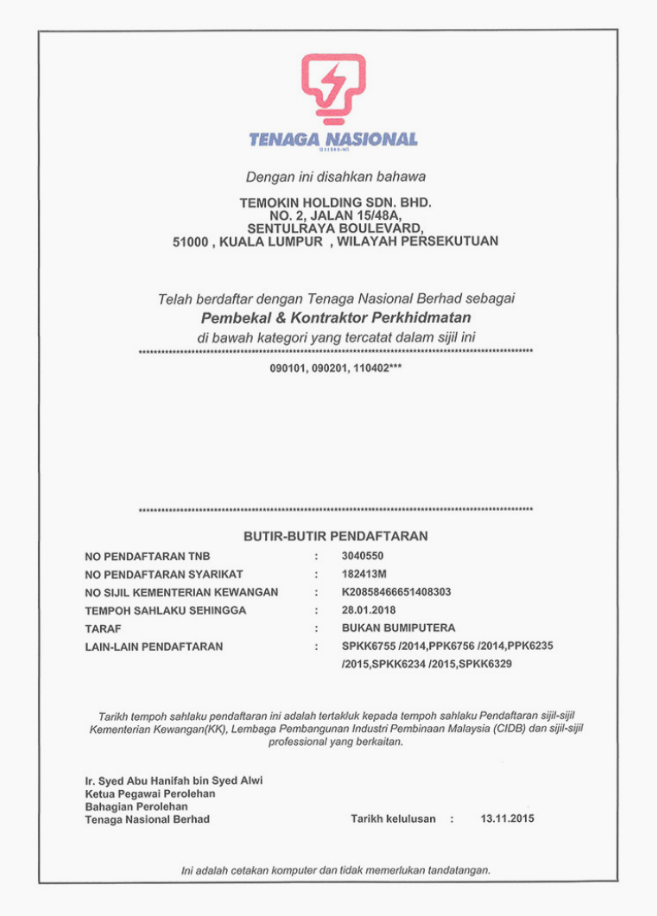 TENAGA NASIONAL
Dengan ini disahkan bahawa
TEMOKIN HOLDING SDN. BHD.
NO. 2, JALAN 15/48A,
SENTULRAYA BOULEVARD,
51000 , KUALA LUMPUR , WILAYAH PERSEKUTUAN
Telah berdaftar dengan Tenaga Nasional Berhad sebagai
Pembekal & Kontraktor Perkhidmatan
di bawah kategori yang tercatat dalam sijil ini
090101, 090201, 110402***
BUTIR-BUTIR PENDAFTARAN
NO PENDAFTARAN TNB : 3040550
NO PENDAFTARAN SYARIKAT : 182413M
NO SIJIL KEMENTERIAN KEWANGAN : K20858466651408303
TEMPOH SAHLAKU SEHINGGA : 28.01.2018
TARAF : BUKAN BUMIPUTERA
LAIN-LAIN PENDAFTARAN : SPKK6755 /2014,PPK6756 /2014,PPK6235
/2015,SPKK6234 /2015,SPKK6329
Tarikh tempoh sahlaku pendaftaran ini adalah tertakluk kepada tempoh sahlaku Pendaftaran sijil-sijil
Kementerian Kewangan(KK), Lembaga Pembangunan Industri Pembinaan Malaysia (CIDB) dan sijil-sijil
professional yang berkaitan.
Ir. Syed Abu Hanifah bin Syed Alwi
Ketua Pegawai Perolehan
Bahagian Perolehan
Tenaga Nasional Berhad Tarikh kelulusan : 13.11.2015
Ini adalah cetakan komputer dan tidak memerlukan tandatangan.